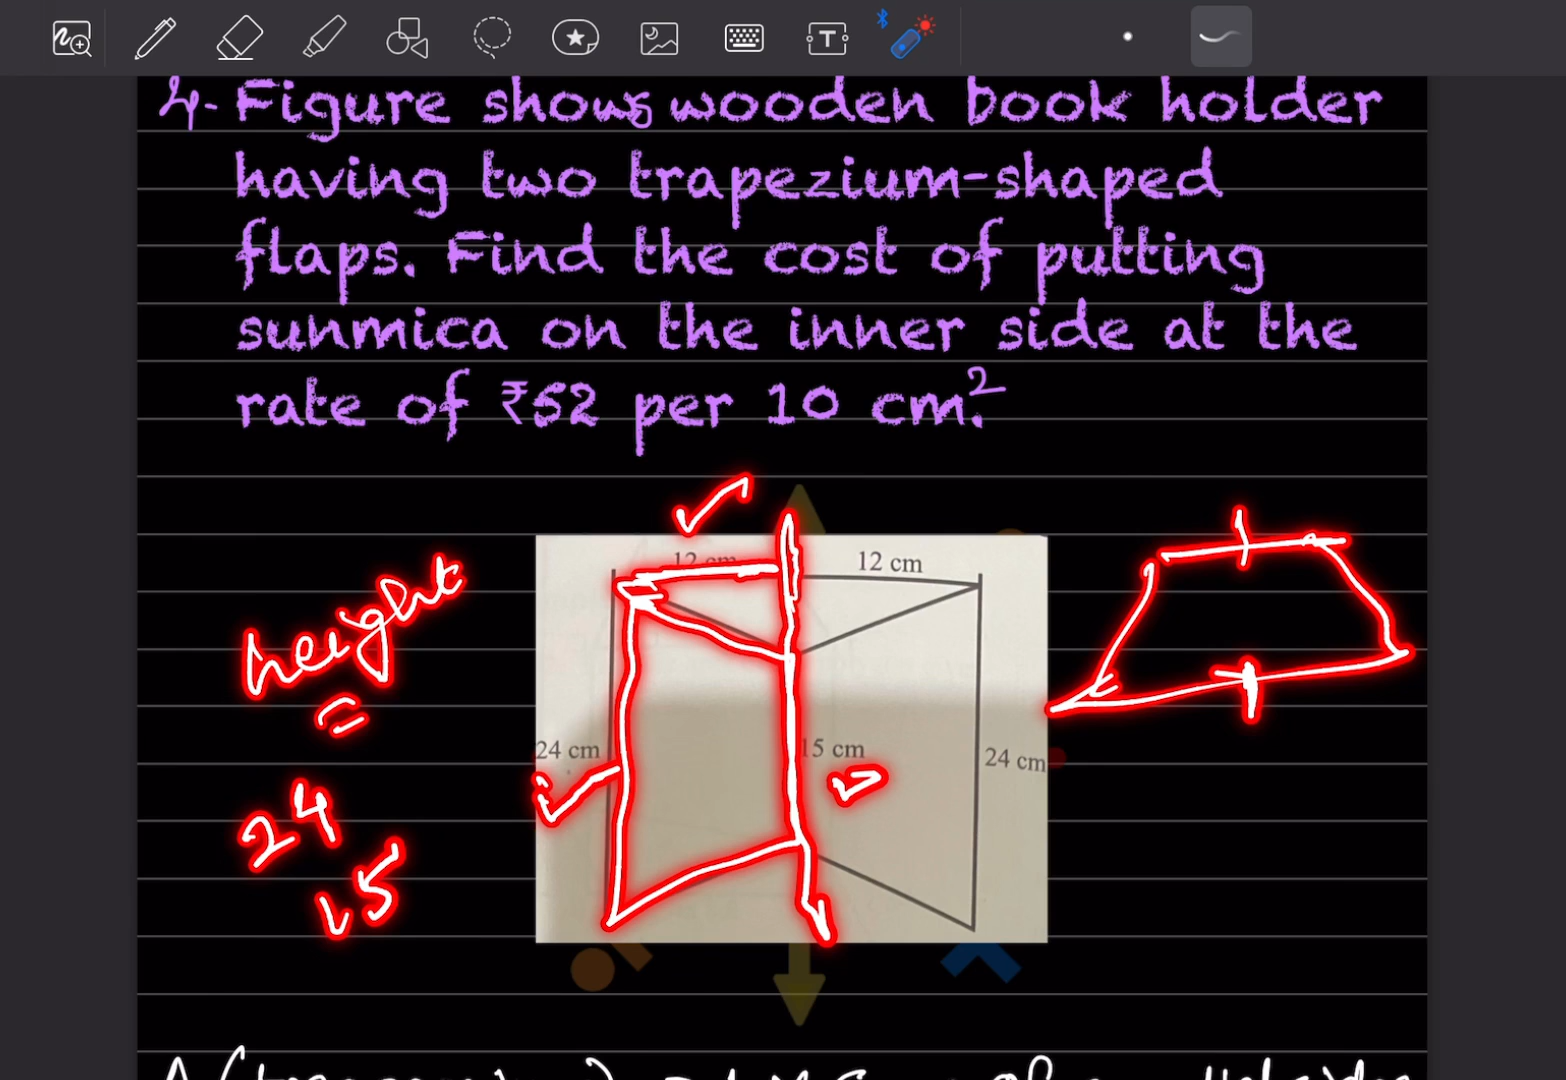 4. Figure shows wooden book holder
having two trapezium-shaped
flaps. Find the cost of putting
sunmica on the inner side at the
rate of ₹52 per 10 cm².
12 cm
12 cm
height
=
24 cm
15 cm
24 cm
24
15